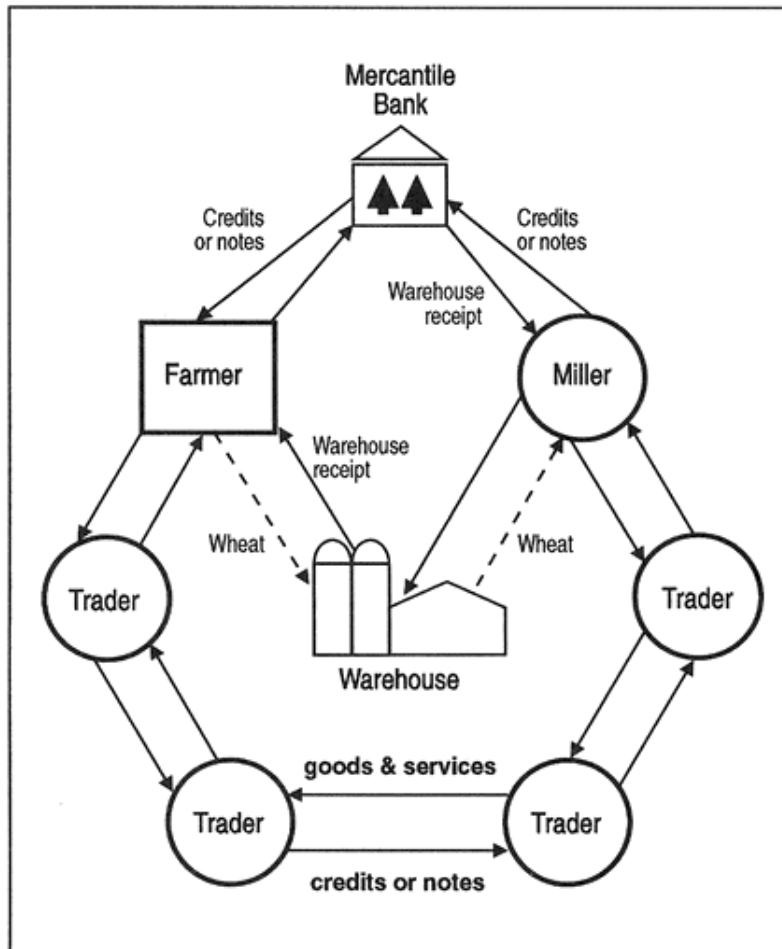 Mercantile
Bank
Credits
or notes
Credits
or notes
Warehouse
receipt
Farmer
Miller
Warehouse
receipt
Wheat
Wheat
Trader
Trader
Warehouse
goods & services
Trader
Trader
credits or notes